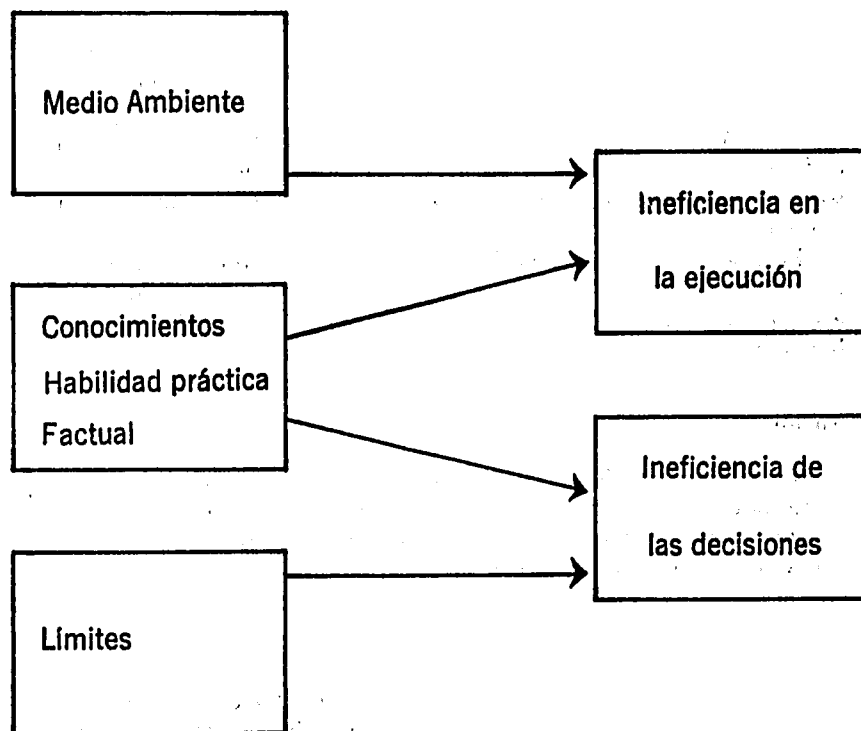 Medio Ambiente
Ineficiencia en
la ejecución
Conocimientos
Habilidad práctica
Factual
Ineficiencia de
las decisiones
Límites